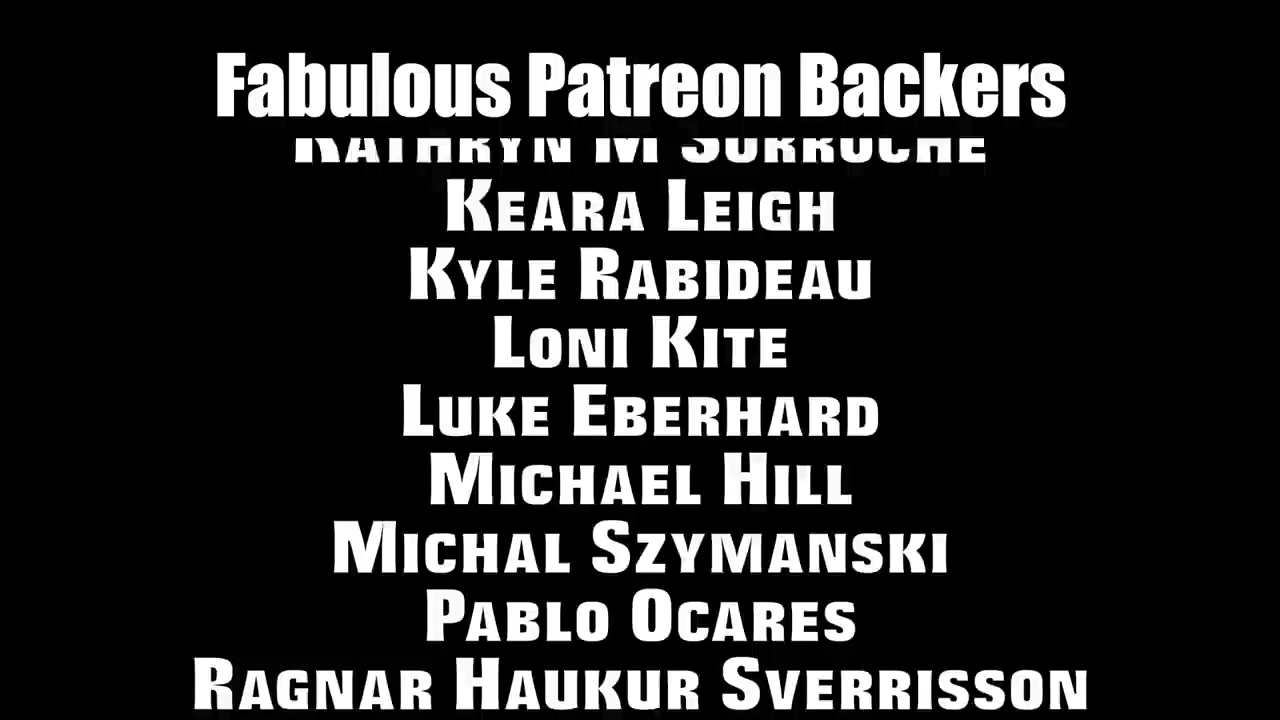 Fabulous Patreon Backers
KATHRYN M SORROCHE
KEARA LEIGH
KYLE RABIDEAU
LONI KITE
LUKE EBERHARD
MICHAEL HILL
MICHAL SZYMANSKI
PABLO OCARES
RAGNAR HAUKUR SVERRISSON